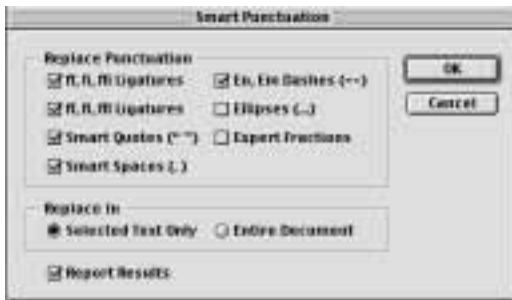 Smart Punctuation
Replace Punctuation
ff, fi, ffi Ligatures En, Em Dashes (--)
ff, fl, ffl Ligatures Ellipses (...)
Smart Quotes (“ ”) Expert Fractions
Smart Spaces (. )
Replace In
Selected Text Only Entire Document
Report Results
OK
Cancel